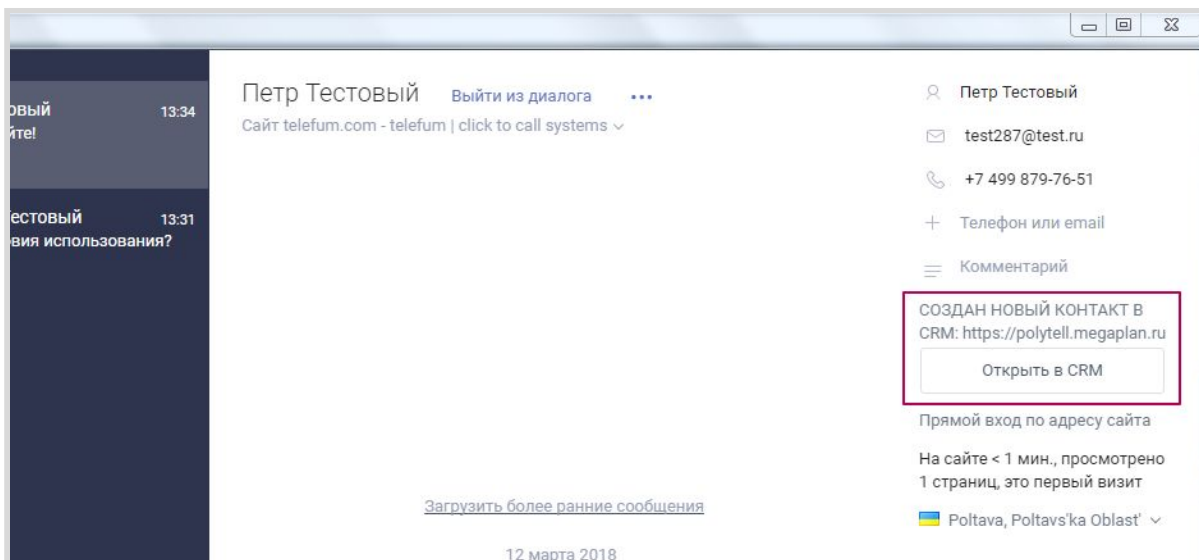 овый 13:34
йте!
естовый 13:31
вия использования?
Петр Тестовый Выйти из диалога •••
Сайт telefum.com - telefum | click to call systems
Загрузить более ранние сообщения
12 марта 2018
Петр Тестовый
test287@test.ru
+7 499 879-76-51
Телефон или email
Комментарий
СОЗДАН НОВЫЙ КОНТАКТ В
CRM: https://polytell.megaplan.ru
Открыть в CRM
Прямой вход по адресу сайта
На сайте < 1 мин., просмотрено
1 страниц, это первый визит
Poltava, Poltavs'ka Oblast'